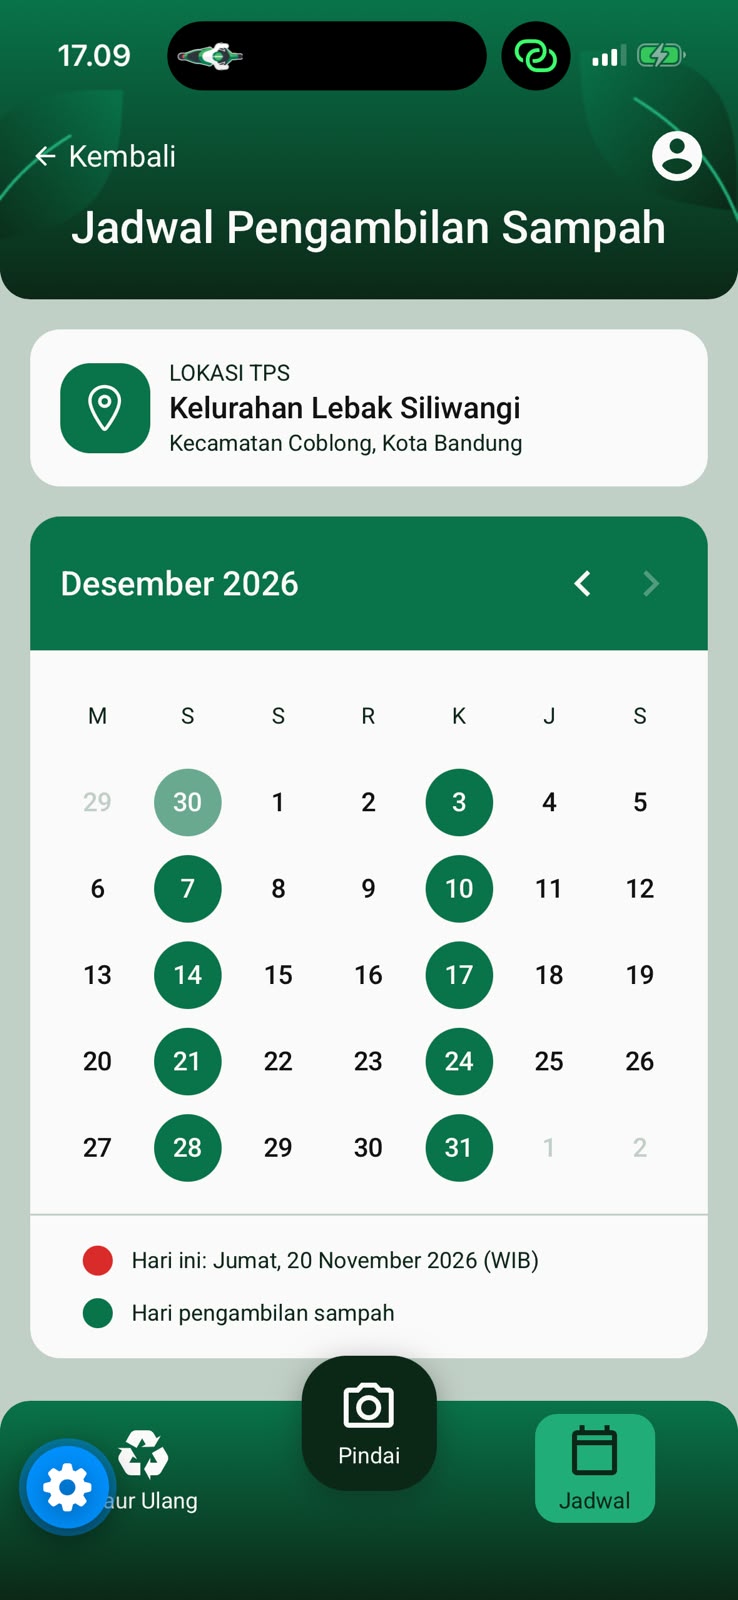 17.09
Kembali
Jadwal Pengambilan Sampah
LOKASI TPS
Kelurahan Lebak Siliwangi
Kecamatan Coblong, Kota Bandung
Desember 2026
M S S R K J S
29 30 1 2 3 4 5
6 7 8 9 10 11 12
13 14 15 16 17 18 19
20 21 22 23 24 25 26
27 28 29 30 31 1 2
Hari ini: Jumat, 20 November 2026 (WIB)
Hari pengambilan sampah
aur Ulang
Pindai
Jadwal